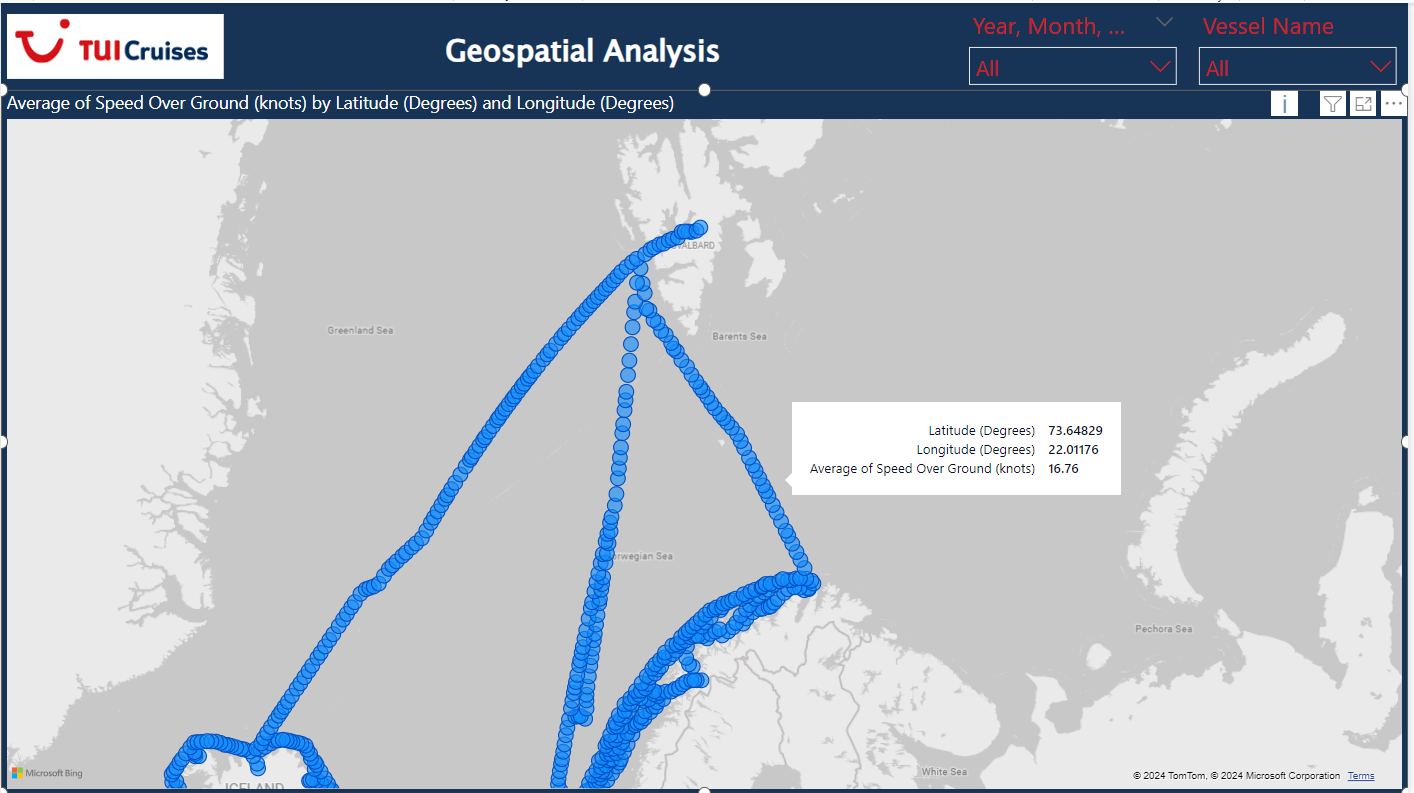 TUI Cruises
Geospatial Analysis
Year, Month, ...
Vessel Name
All
All
Average of Speed Over Ground (knots) by Latitude (Degrees) and Longitude (Degrees)
i
SVALBARD
Greenland Sea
Barents Sea
Latitude (Degrees) 73.64829
Longitude (Degrees) 22.01176
Average of Speed Over Ground (knots) 16.76
rwegian Sea
Pechora Sea
White Sea
Microsoft Bing
© 2024 TomTom, © 2024 Microsoft Corporation Terms
ICELAND